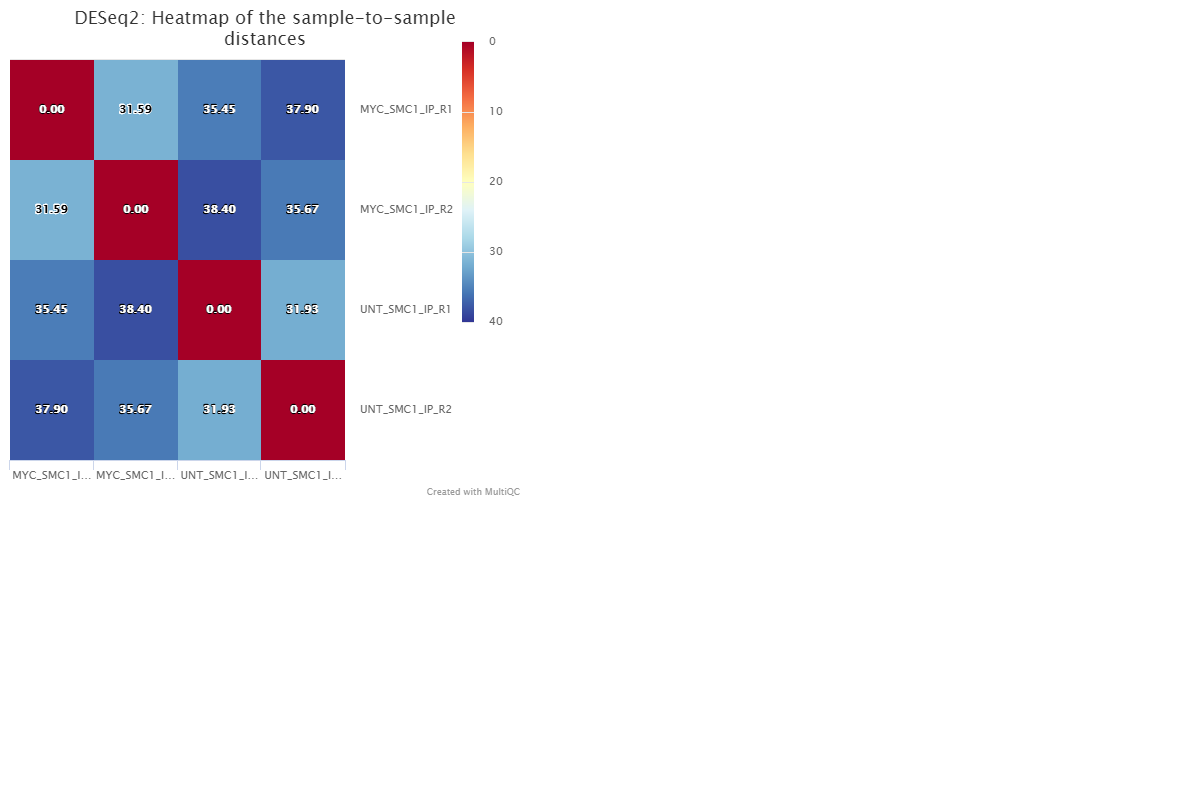 DESeq2: Heatmap of the sample-to-sample
distances
0
10
20
30
40
0.00 31.59 35.45 37.90 MYC_SMC1_IP_R1
31.59 0.00 38.40 35.67 MYC_SMC1_IP_R2
35.45 38.40 0.00 31.93 UNT_SMC1_IP_R1
37.90 35.67 31.93 0.00 UNT_SMC1_IP_R2
MYC_SMC1_I... MYC_SMC1_I... UNT_SMC1_I... UNT_SMC1_I...
Created with MultiQC